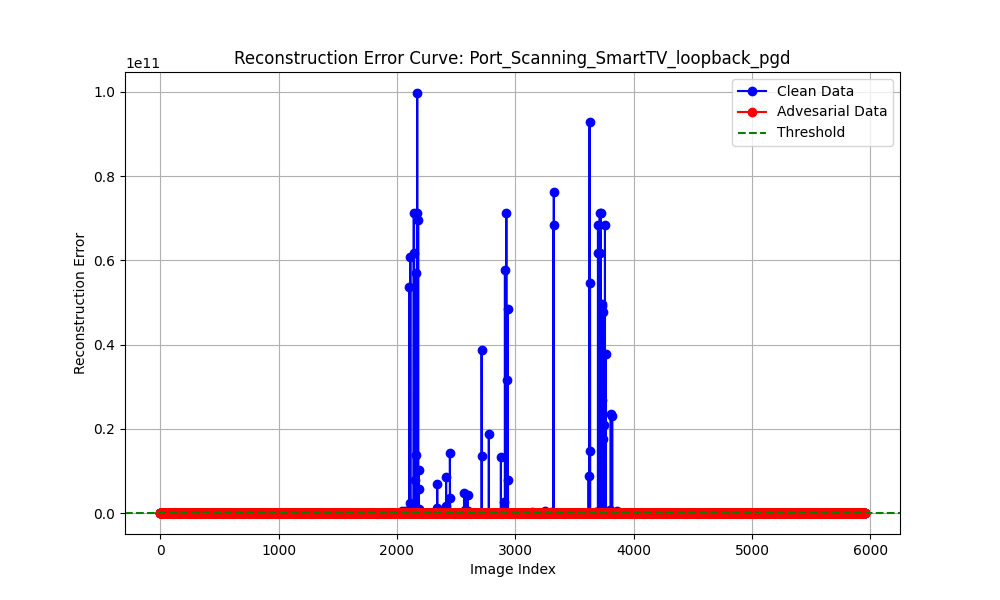 Reconstruction Error Curve: Port_Scanning_SmartTV_loopback_pgd
1e11
Clean Data
Advesarial Data
Threshold
1.0
0.8
0.6
0.4
0.2
0.0
Reconstruction Error
0 1000 2000 3000 4000 5000 6000
Image Index